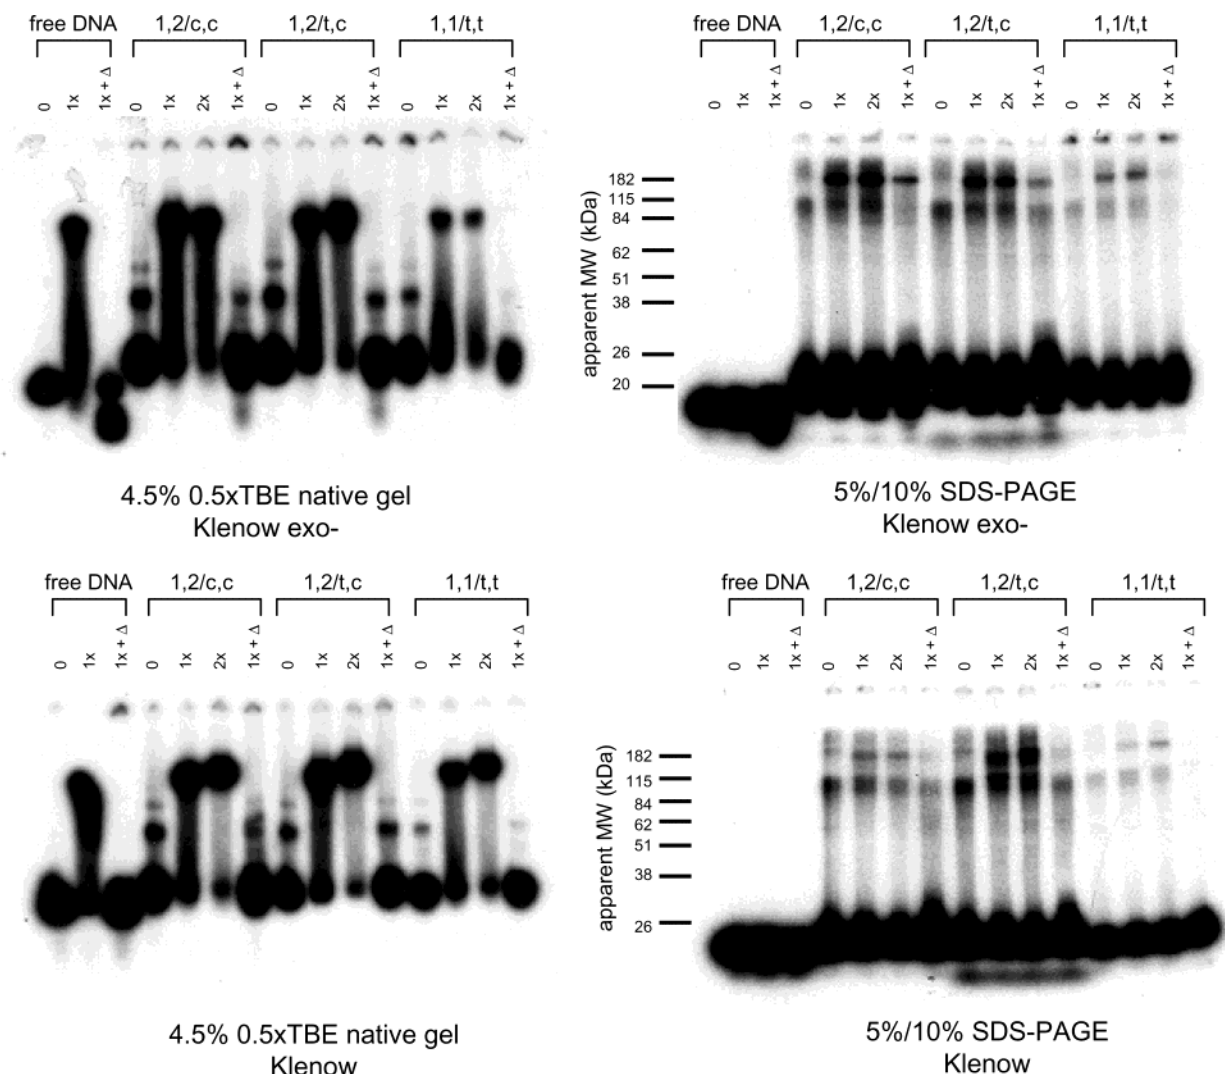 free DNA 1,2/c,c 1,2/t,c 1,1/t,t
0 1x 1x + Δ 0 1x 2x 1x + Δ 0 1x 2x 1x + Δ 0 1x 2x 1x + Δ
4.5% 0.5xTBE native gel
Klenow exo-
free DNA 1,2/c,c 1,2/t,c 1,1/t,t
0 1x 1x + Δ 0 1x 2x 1x + Δ 0 1x 2x 1x + Δ 0 1x 2x 1x + Δ
apparent MW (kDa)
182
115
84
62
51
38
26
20
5%/10% SDS-PAGE
Klenow exo-
free DNA 1,2/c,c 1,2/t,c 1,1/t,t
0 1x 1x + Δ 0 1x 2x 1x + Δ 0 1x 2x 1x + Δ 0 1x 2x 1x + Δ
4.5% 0.5xTBE native gel
Klenow
free DNA 1,2/c,c 1,2/t,c 1,1/t,t
0 1x 1x + Δ 0 1x 2x 1x + Δ 0 1x 2x 1x + Δ 0 1x 2x 1x + Δ
apparent MW (kDa)
182
115
84
62
51
38
26
5%/10% SDS-PAGE
Klenow